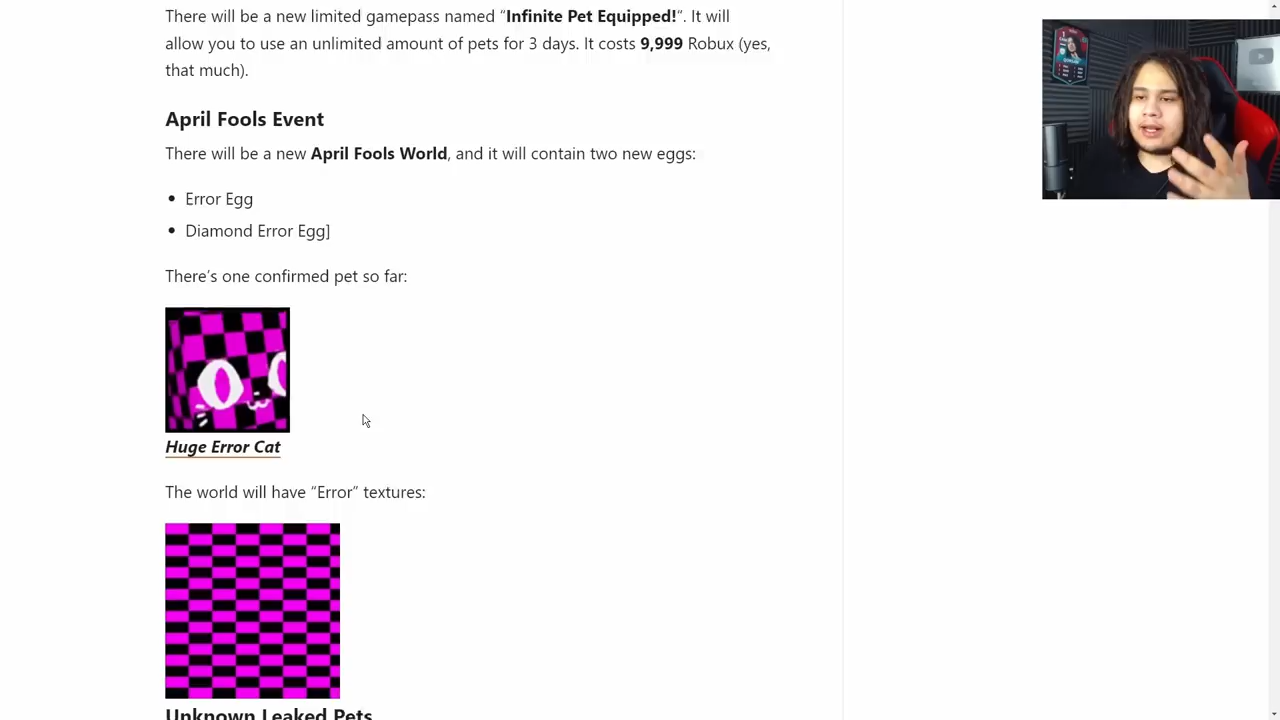 There will be a new limited gamepass named “Infinite Pet Equipped!“. It will
allow you to use an unlimited amount of pets for 3 days. It costs 9,999 Robux (yes,
that much).
April Fools Event
There will be a new April Fools World, and it will contain two new eggs:
• Error Egg
• Diamond Error Egg]
There’s one confirmed pet so far:
Huge Error Cat
The world will have “Error” textures:
Unknown Leaked Pets